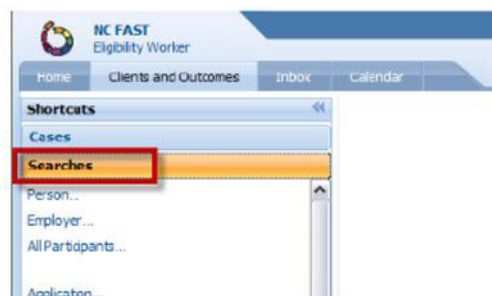 NC FAST
Eligibility Worker
Home Clients and Outcomes Inbox Calendar
Shortcuts
Cases
Searches
Person...
Employer...
All Participants...
Application...